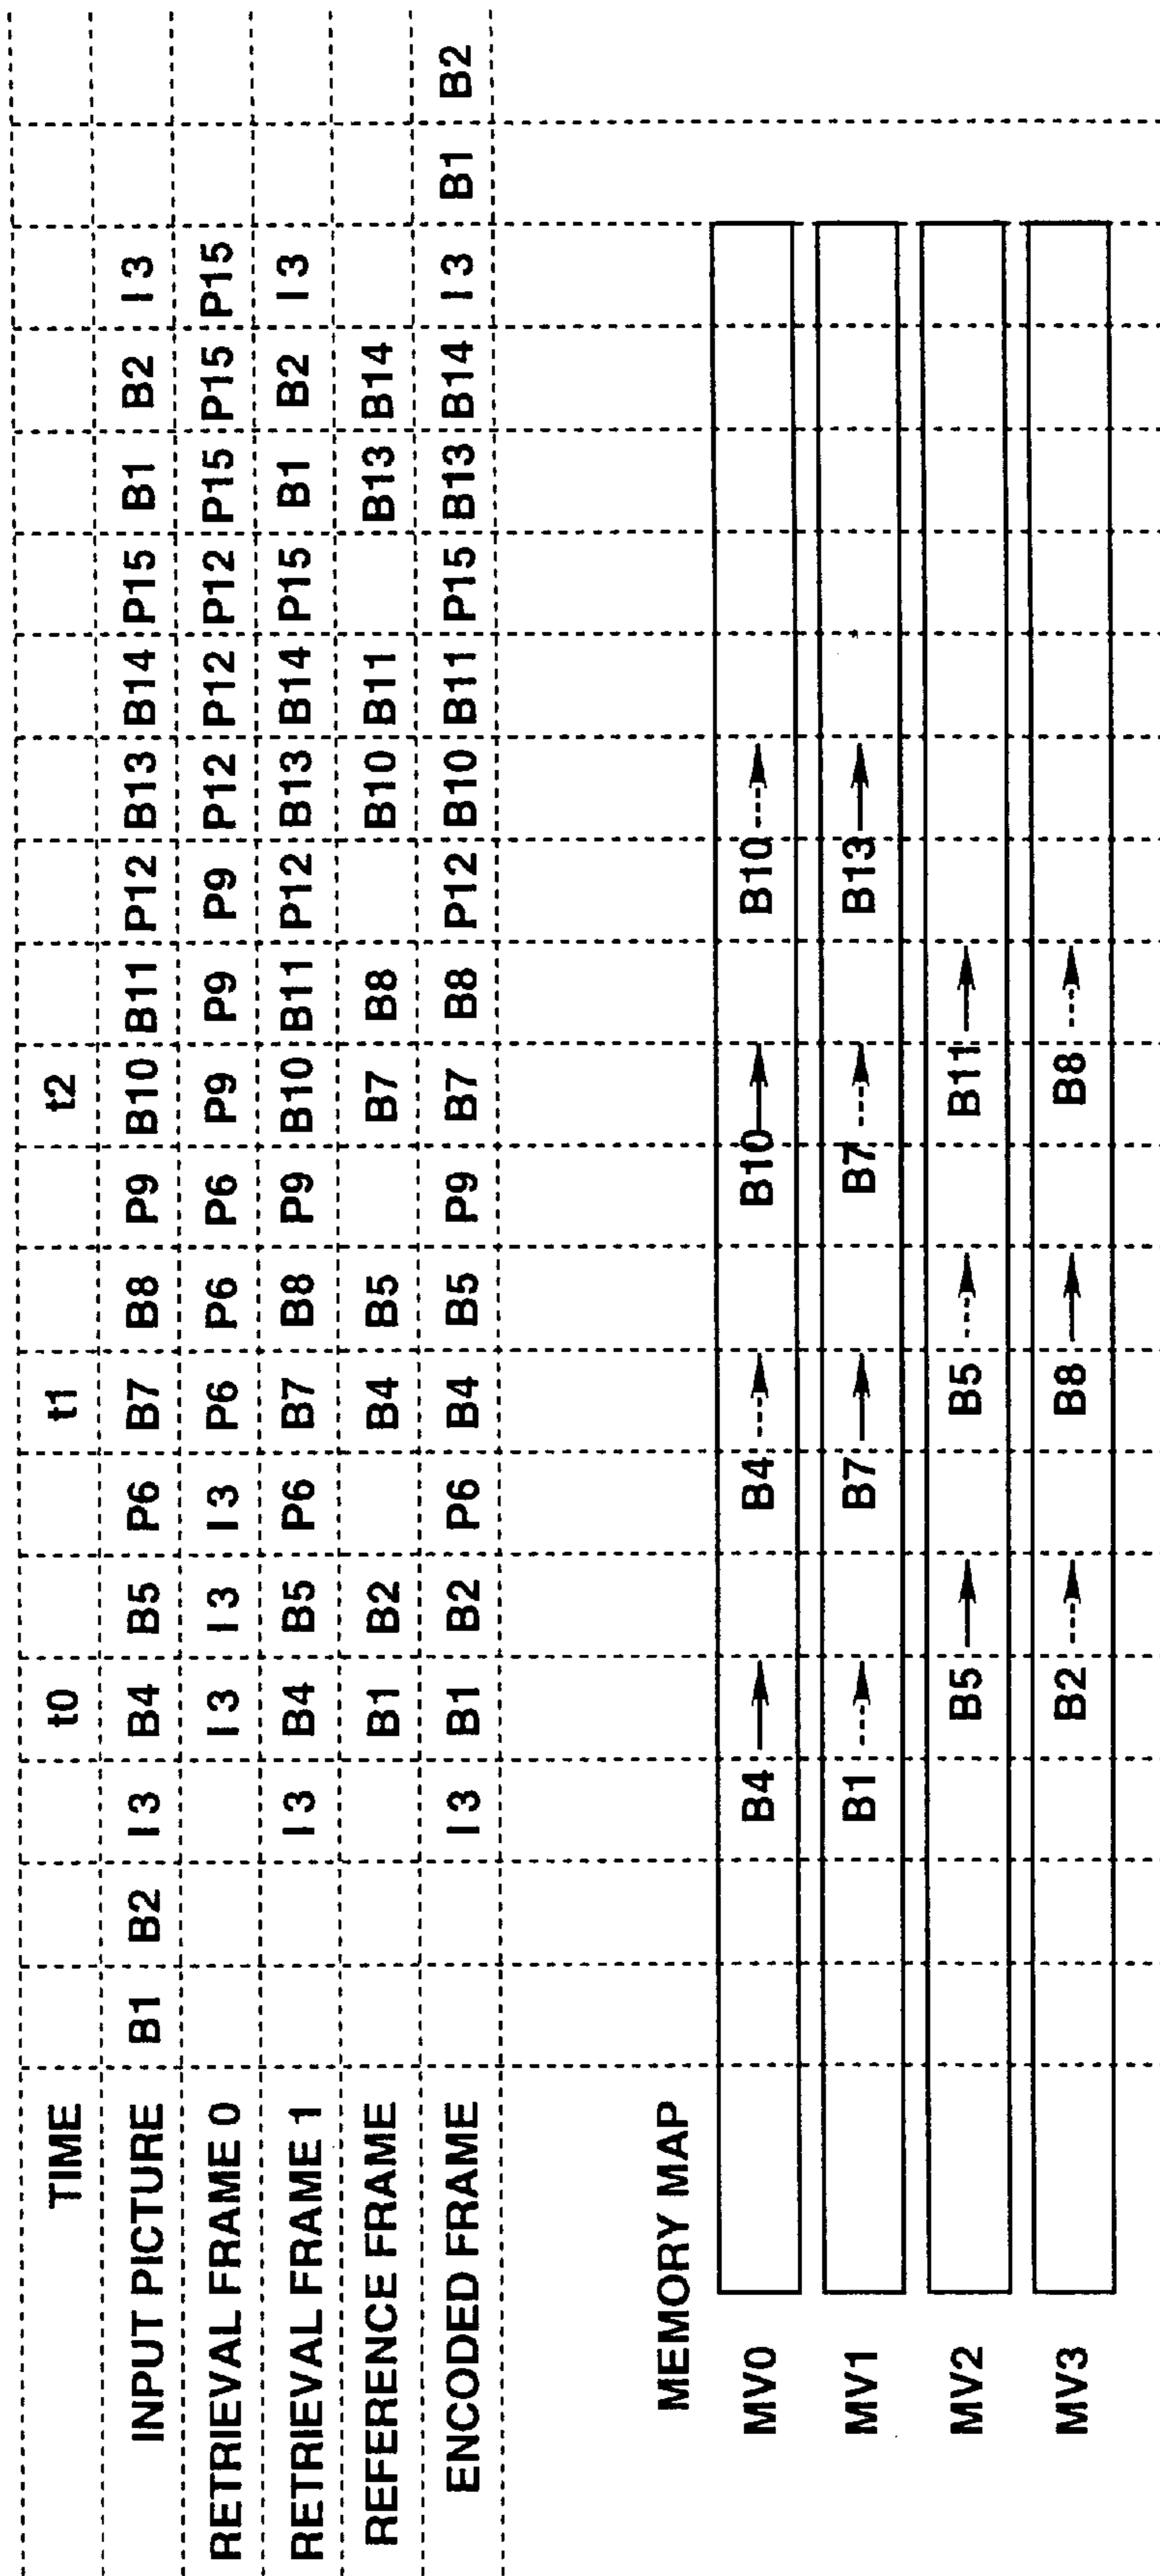 TIME t0 t1 t2
INPUT PICTURE B1 B2 I3 B4 B5 P6 B7 B8 P9 B10 B11 P12 B13 B14 P15 B1 B2 I3
RETRIEVAL FRAME 0 I3 I3 I3 P6 P6 P6 P9 P9 P9 P12 P12 P12 P15 P15 P15
RETRIEVAL FRAME 1 I3 B4 B5 P6 B7 B8 P9 B10 B11 P12 B13 B14 P15 B1 B2 I3
REFERENCE FRAME B1 B2 B4 B5 B7 B8 B10 B11 B13 B14
ENCODED FRAME I3 B1 B2 P6 B4 B5 P9 B7 B8 P12 B10 B11 P15 B13 B14 I3 B1 B2
MEMORY MAP
MV0 B4 B4 B10 B10
MV1 B1 B7 B7 B13
MV2 B5 B5 B11
MV3 B2 B8 B8